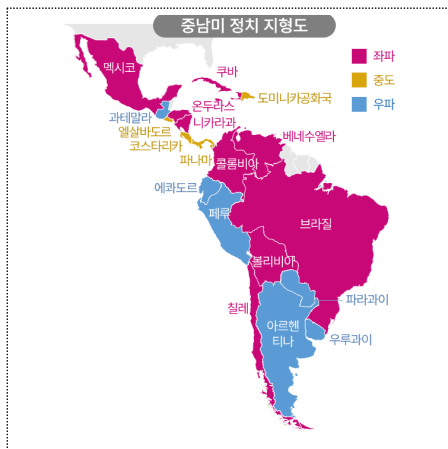 중남미 정치 지형도
좌파
중도
우파
멕시코
쿠바
도미니카공화국
온두라스
니카라과
과테말라
엘살바도르
코스타리카
파나마
베네수엘라
콜롬비아
에콰도르
페루
브라질
볼리비아
칠레
파라과이
아르헨
티나
우루과이